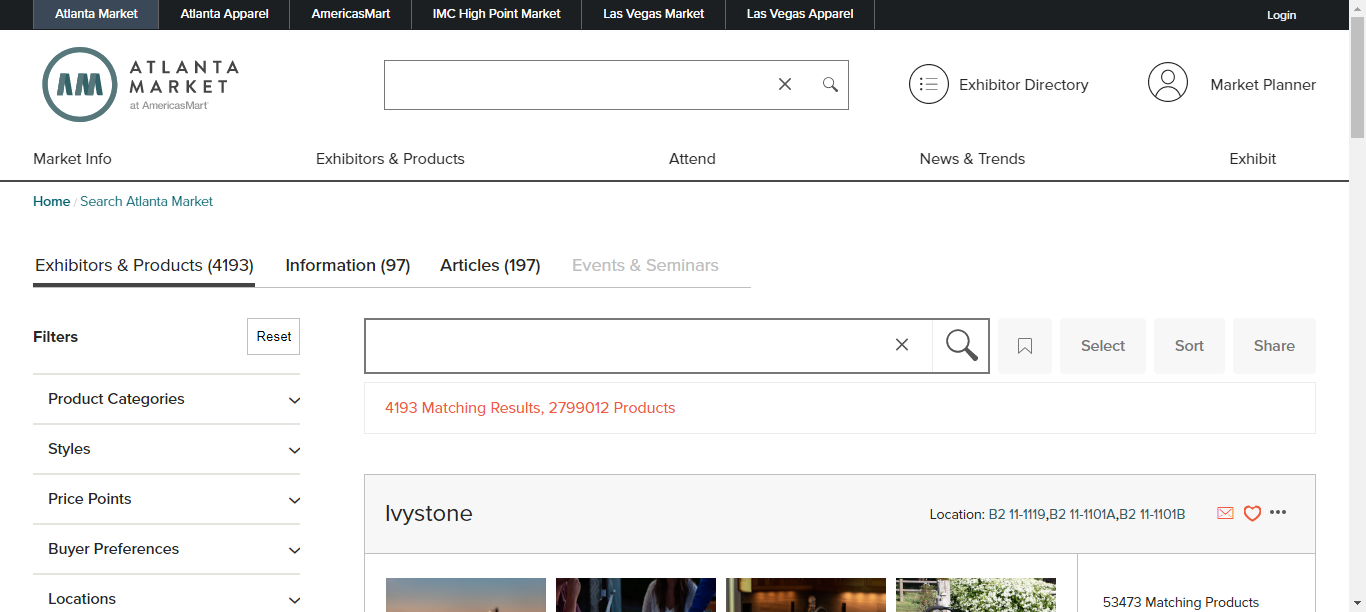 Atlanta Market Atlanta Apparel AmericasMart IMC High Point Market Las Vegas Market Las Vegas Apparel Login
AM ATLANTA
MARKET
at AmericasMart
Exhibitor Directory Market Planner
Market Info Exhibitors & Products Attend News & Trends Exhibit
Home / Search Atlanta Market
Exhibitors & Products (4193) Information (97) Articles (197) Events & Seminars
Filters Reset
Select Sort Share
Product Categories
4193 Matching Results, 2799012 Products
Styles
Price Points
Ivystone Location: B2 11-1119,B2 11-1101A,B2 11-1101B
Buyer Preferences
Locations
53473 Matching Products